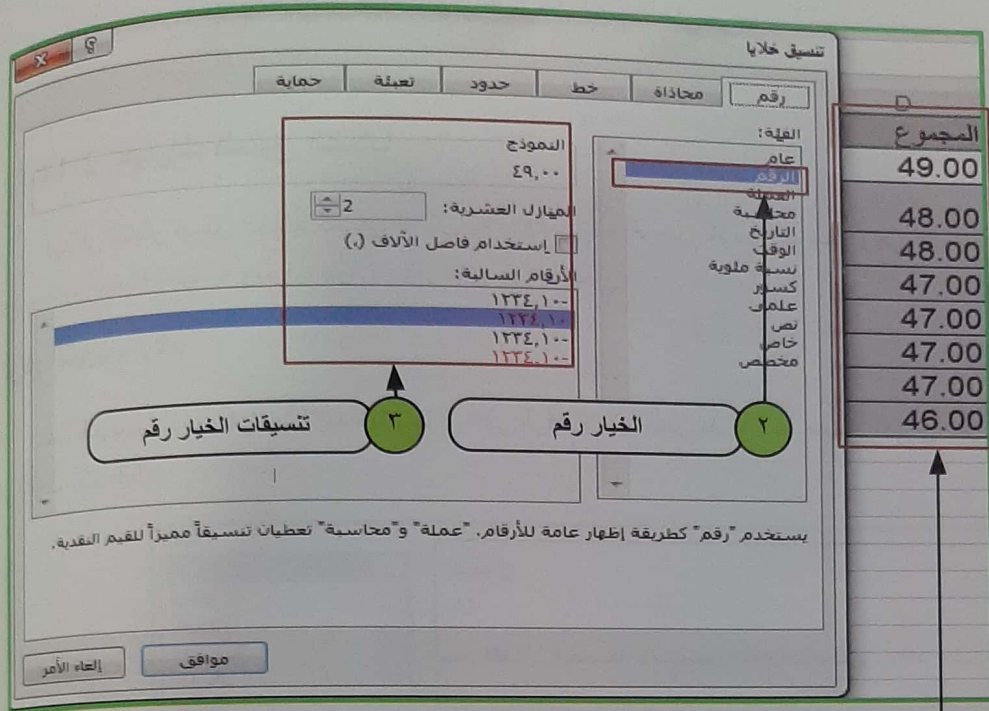 تنسيق خلايا
رقم
محاذاة
خط
حدود
تعبئة
حماية
الفئة:
عام
الرقم
العملة
محاسبة
التاريخ
الوقت
نسبة مئوية
كسور
علمي
نص
خاص
مخصص
النموذج
٤٩,٠٠
المنازل العشرية: 2
إستخدام فاصل الآلاف (,)
الأرقام السالبة:
١٢٣٤,١٠-
١٢٣٤,١٠
١٢٣٤,١٠-
١٢٣٤,١٠-
٢ الخيار رقم
٣ تنسيقات الخيار رقم
يستخدم "رقم" كطريقة إظهار عامة للأرقام. "عملة" و"محاسبة" تعطيان تنسيقاً مميزاً للقيم النقدية.
موافق
إلغاء الأمر
D
المجموع
49.00
48.00
48.00
47.00
47.00
47.00
47.00
46.00